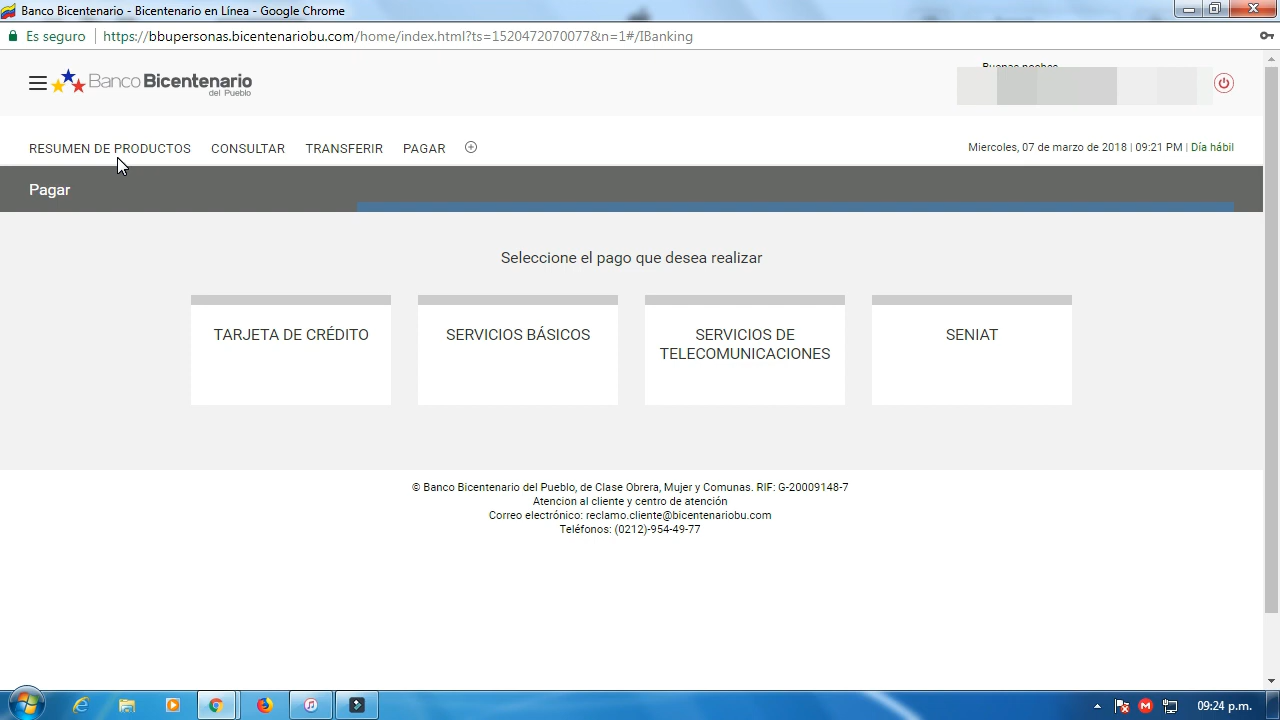 Banco Bicentenario - Bicentenario en Línea - Google Chrome
Es seguro | https://bbupersonas.bicentenariobu.com/home/index.html?ts=1520472070077&n=1#/IBanking
Banco Bicentenario
del Pueblo
Buenas noches
RESUMEN DE PRODUCTOS CONSULTAR TRANSFERIR PAGAR
Miercoles, 07 de marzo de 2018 | 09:21 PM | Día hábil
Pagar
Seleccione el pago que desea realizar
TARJETA DE CRÉDITO
SERVICIOS BÁSICOS
SERVICIOS DE
TELECOMUNICACIONES
SENIAT
© Banco Bicentenario del Pueblo, de Clase Obrera, Mujer y Comunas. RIF: G-20009148-7
Atencion al cliente y centro de atención
Correo electrónico: reclamo.cliente@bicentenariobu.com
Teléfonos: (0212)-954-49-77
09:24 p.m.